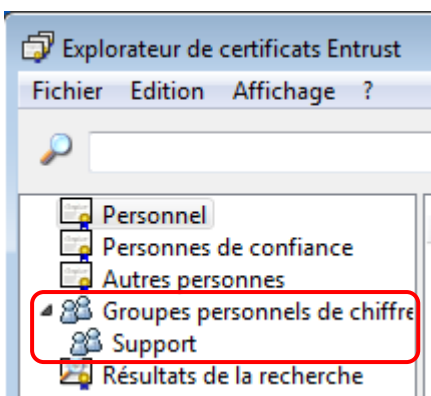 Explorateur de certificats Entrust
Fichier Edition Affichage ?
Personnel
Personnes de confiance
Autres personnes
Groupes personnels de chiffre
Support
Résultats de la recherche